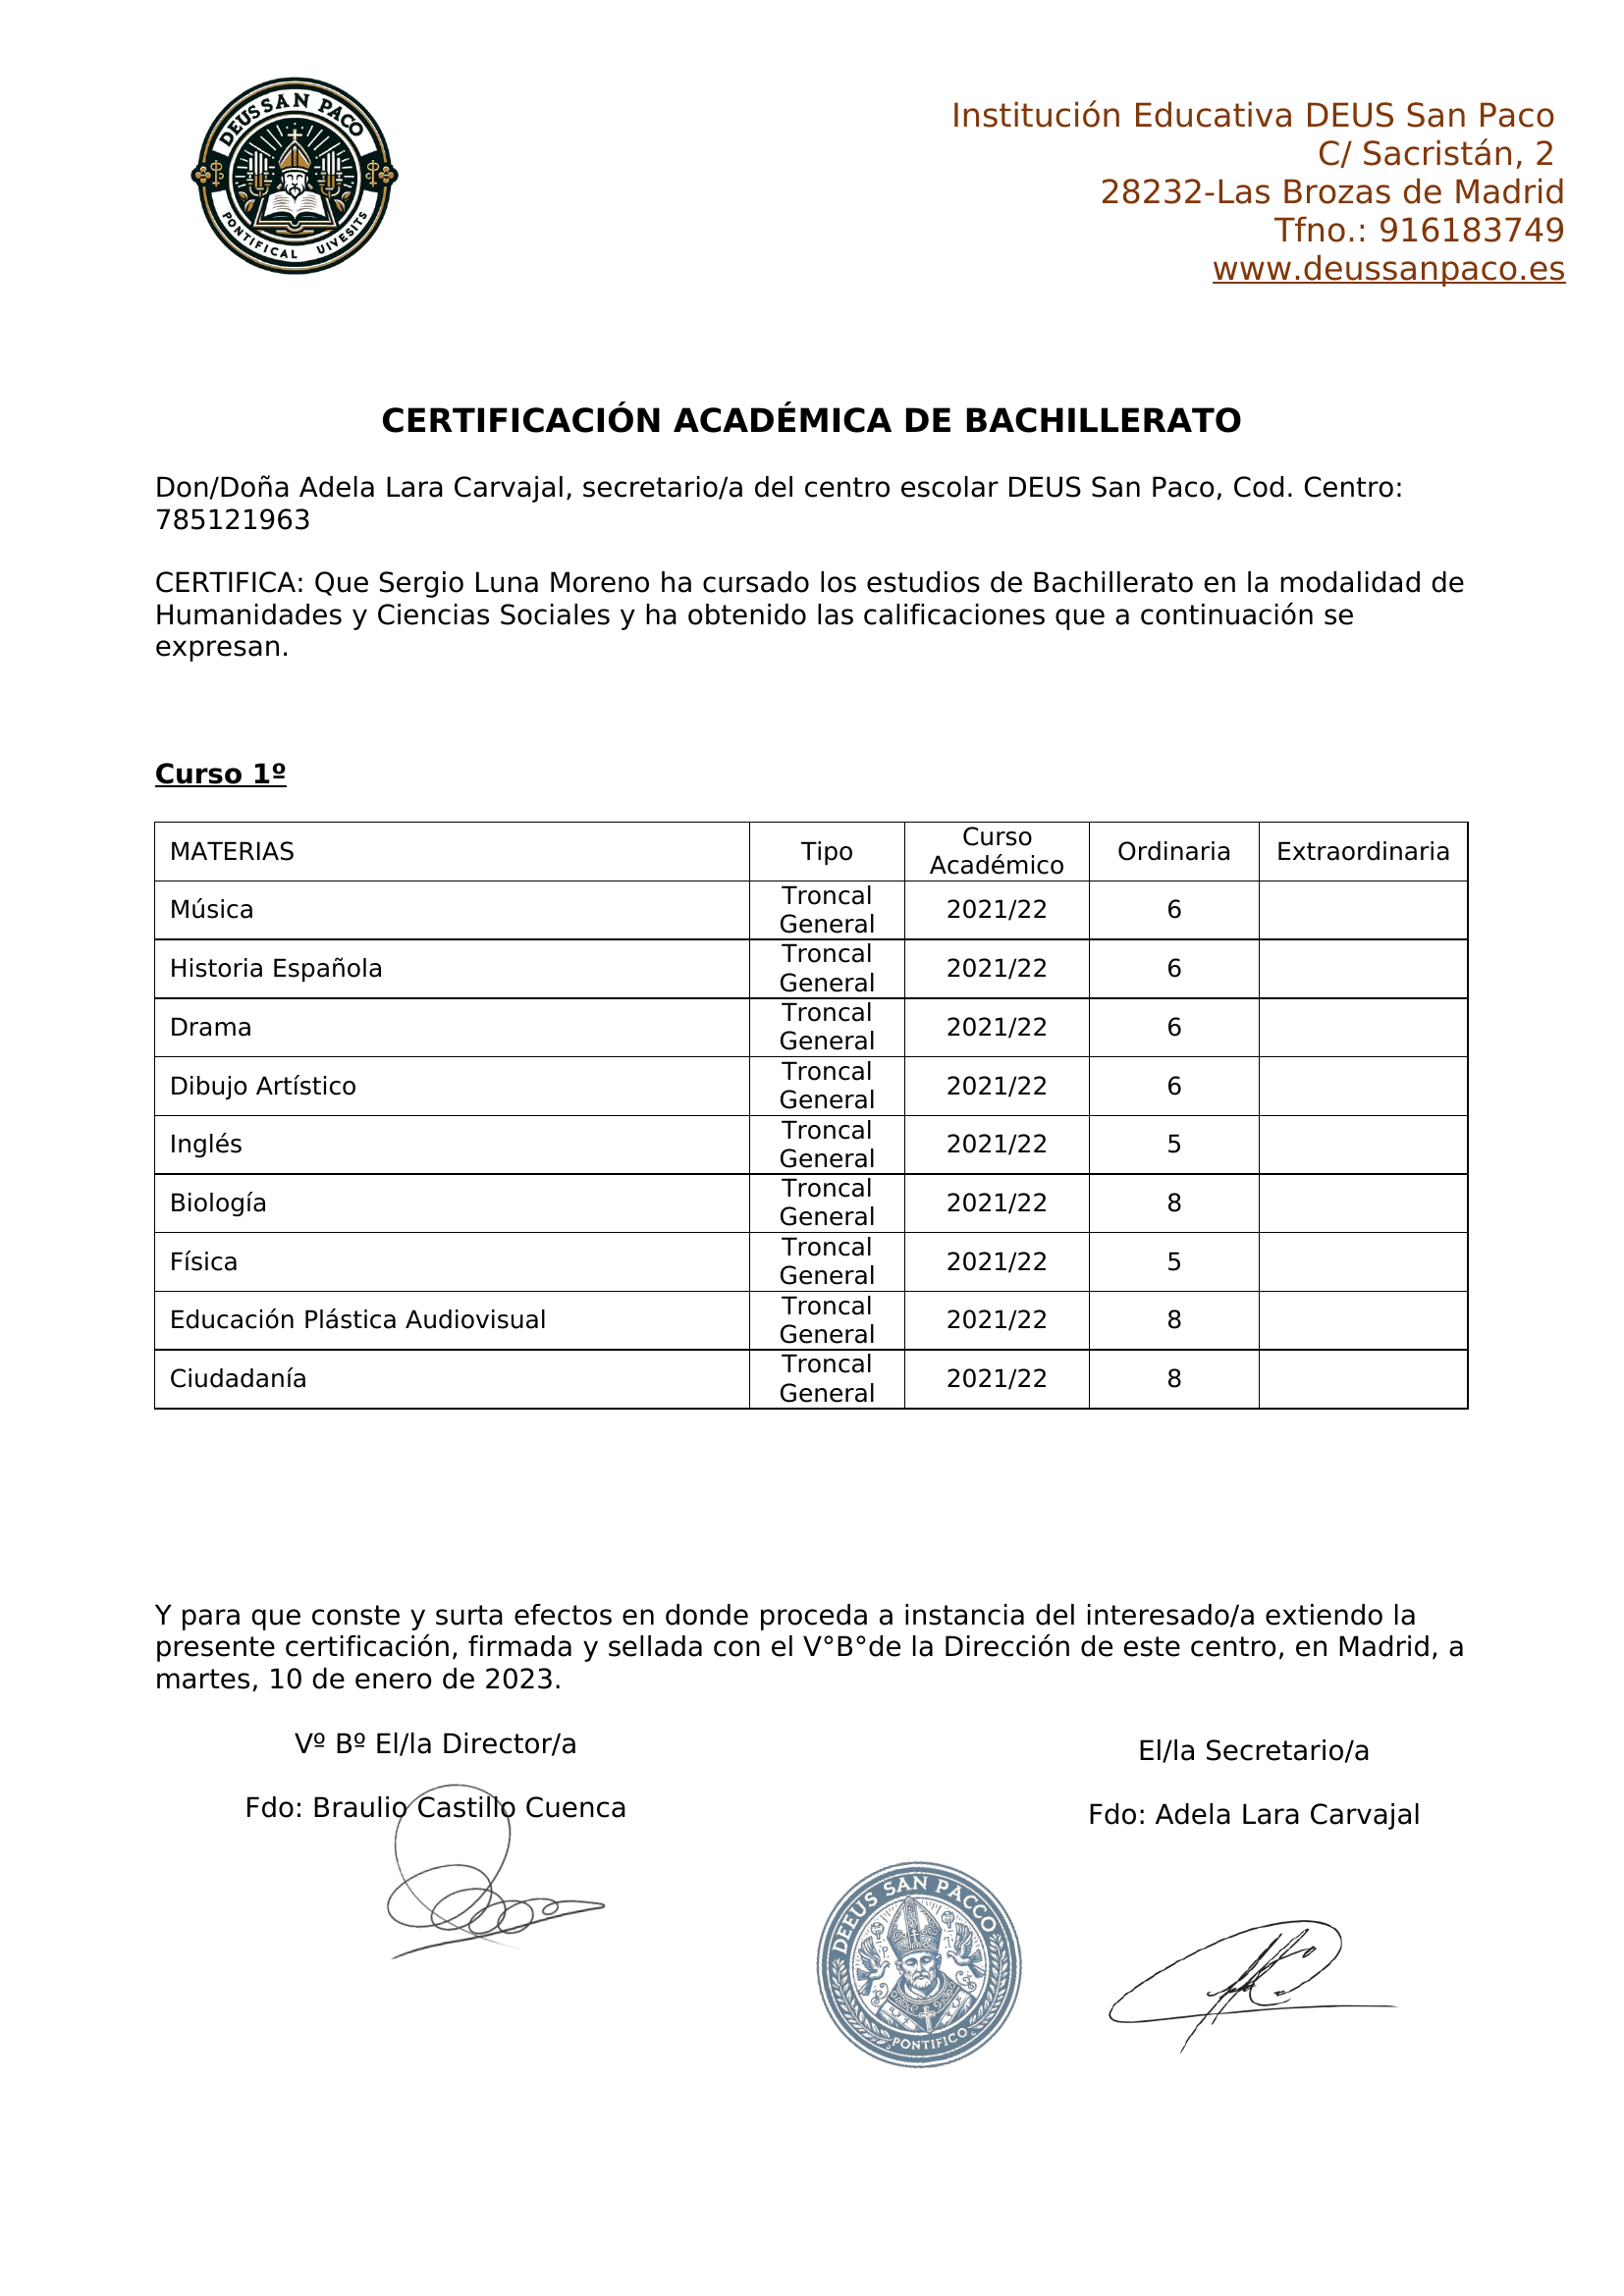 DEUSSAN PACO
PONTIFICAL UIVESITS
Institución Educativa DEUS San Paco
C/ Sacristán, 2
28232-Las Brozas de Madrid
Tfno.: 916183749
www.deussanpaco.es
CERTIFICACIÓN ACADÉMICA DE BACHILLERATO
Don/Doña Adela Lara Carvajal, secretario/a del centro escolar DEUS San Paco, Cod. Centro:
785121963
CERTIFICA: Que Sergio Luna Moreno ha cursado los estudios de Bachillerato en la modalidad de
Humanidades y Ciencias Sociales y ha obtenido las calificaciones que a continuación se
expresan.
Curso 1º
MATERIAS Tipo Curso Académico Ordinaria Extraordinaria
Música Troncal General 2021/22 6
Historia Española Troncal General 2021/22 6
Drama Troncal General 2021/22 6
Dibujo Artístico Troncal General 2021/22 6
Inglés Troncal General 2021/22 5
Biología Troncal General 2021/22 8
Física Troncal General 2021/22 5
Educación Plástica Audiovisual Troncal General 2021/22 8
Ciudadanía Troncal General 2021/22 8
Y para que conste y surta efectos en donde proceda a instancia del interesado/a extiendo la
presente certificación, firmada y sellada con el V°B°de la Dirección de este centro, en Madrid, a
martes, 10 de enero de 2023.
Vº Bº El/la Director/a
El/la Secretario/a
Fdo: Braulio Castillo Cuenca
Fdo: Adela Lara Carvajal
DEEUS SAN PACCO
PONTIFICO